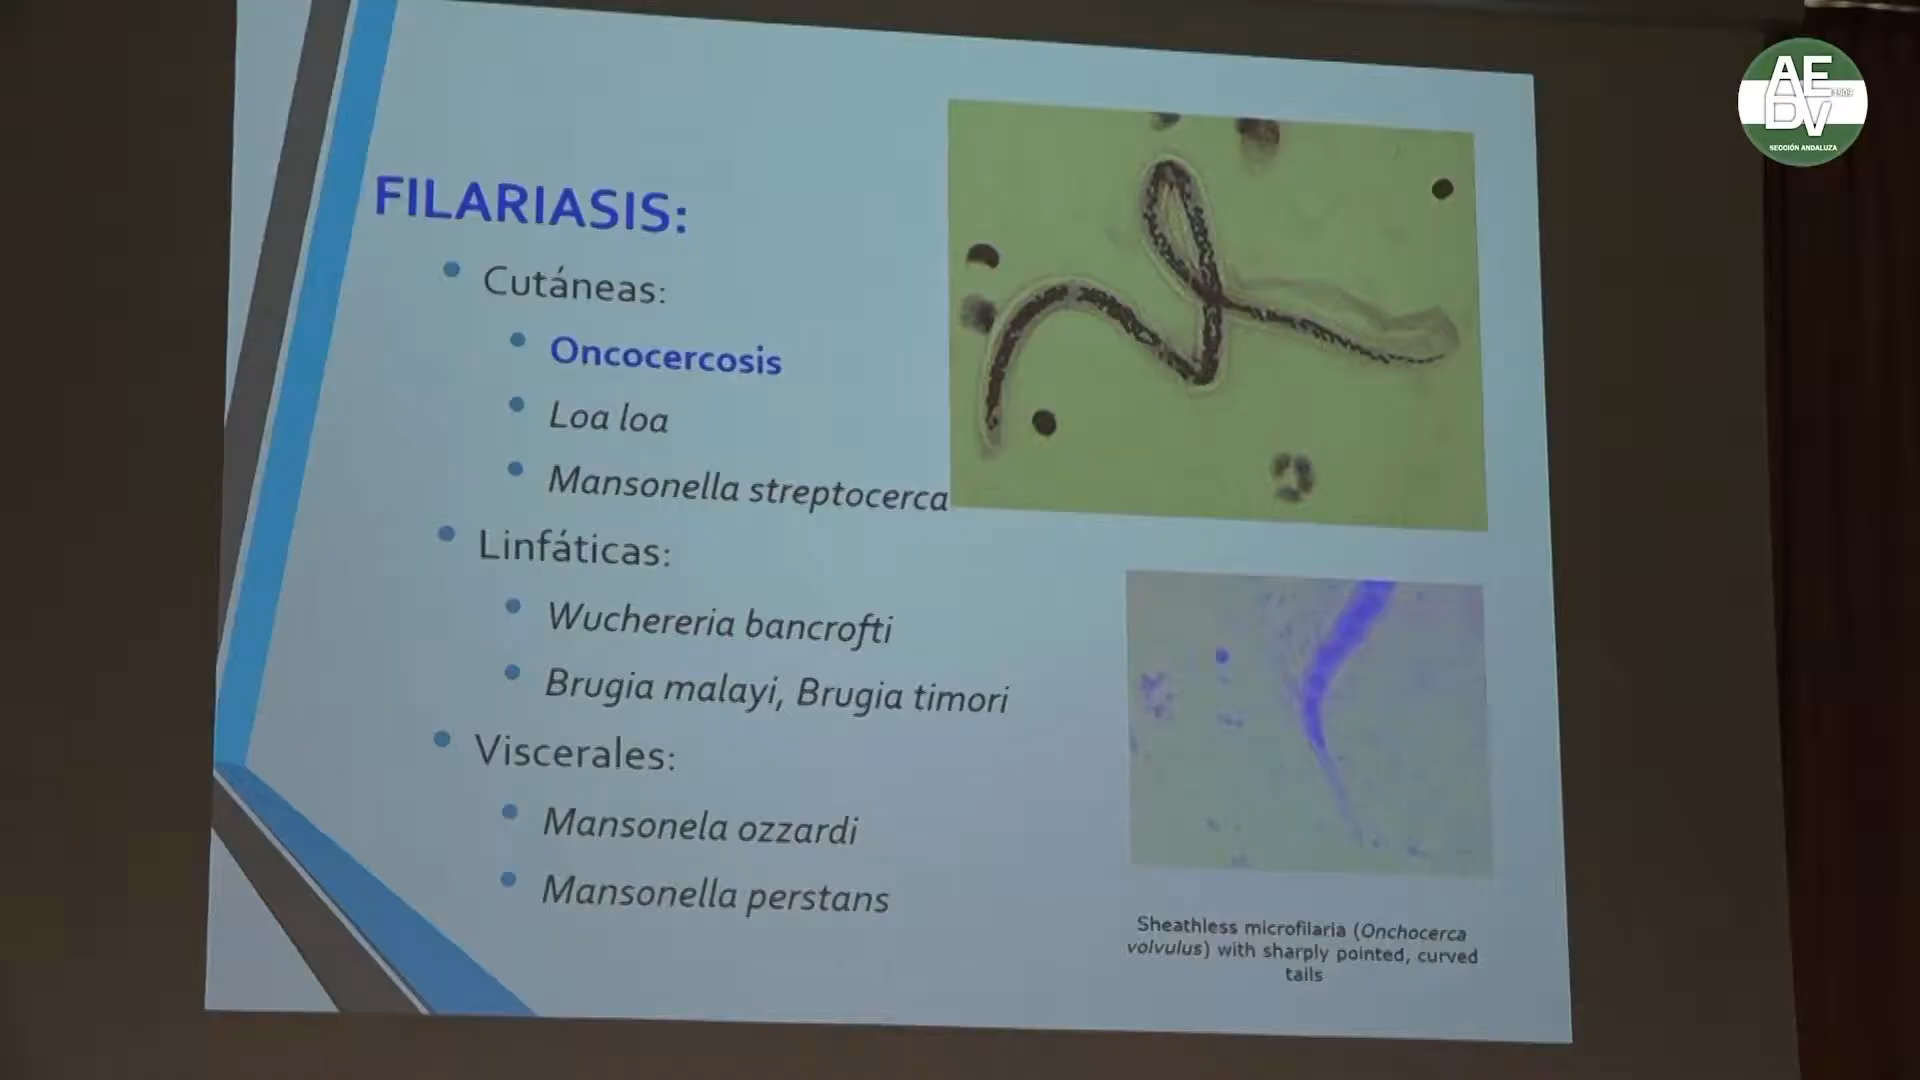 FILARIASIS:
Cutáneas:
Oncocercosis
Loa loa
Mansonella streptocerca
Linfáticas:
Wuchereria bancrofti
Brugia malayi, Brugia timori
Viscerales:
Mansonela ozzardi
Mansonella perstans
Sheathless microfilaria (Onchocerca
volvulus) with sharply pointed, curved
tails
AE
1909
DV
SECCIÓN ANDALUZA